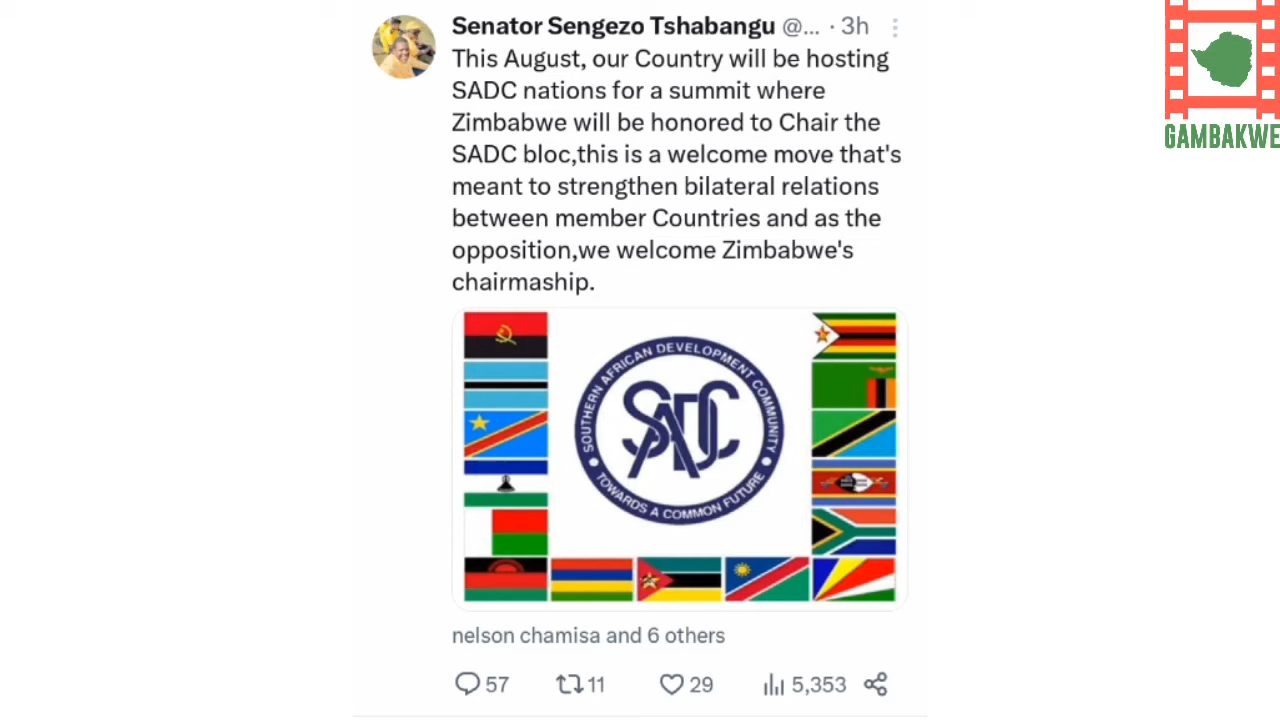 Senator Sengezo Tshabangu @... · 3h
This August, our Country will be hosting
SADC nations for a summit where
Zimbabwe will be honored to Chair the
SADC bloc,this is a welcome move that's
meant to strengthen bilateral relations
between member Countries and as the
opposition,we welcome Zimbabwe's
chairmaship.
SOUTHERN AFRICAN DEVELOPMENT COMMUNITY
SADC
TOWARDS A COMMON FUTURE
nelson chamisa and 6 others
57 11 29 5,353
GAMBAKWE